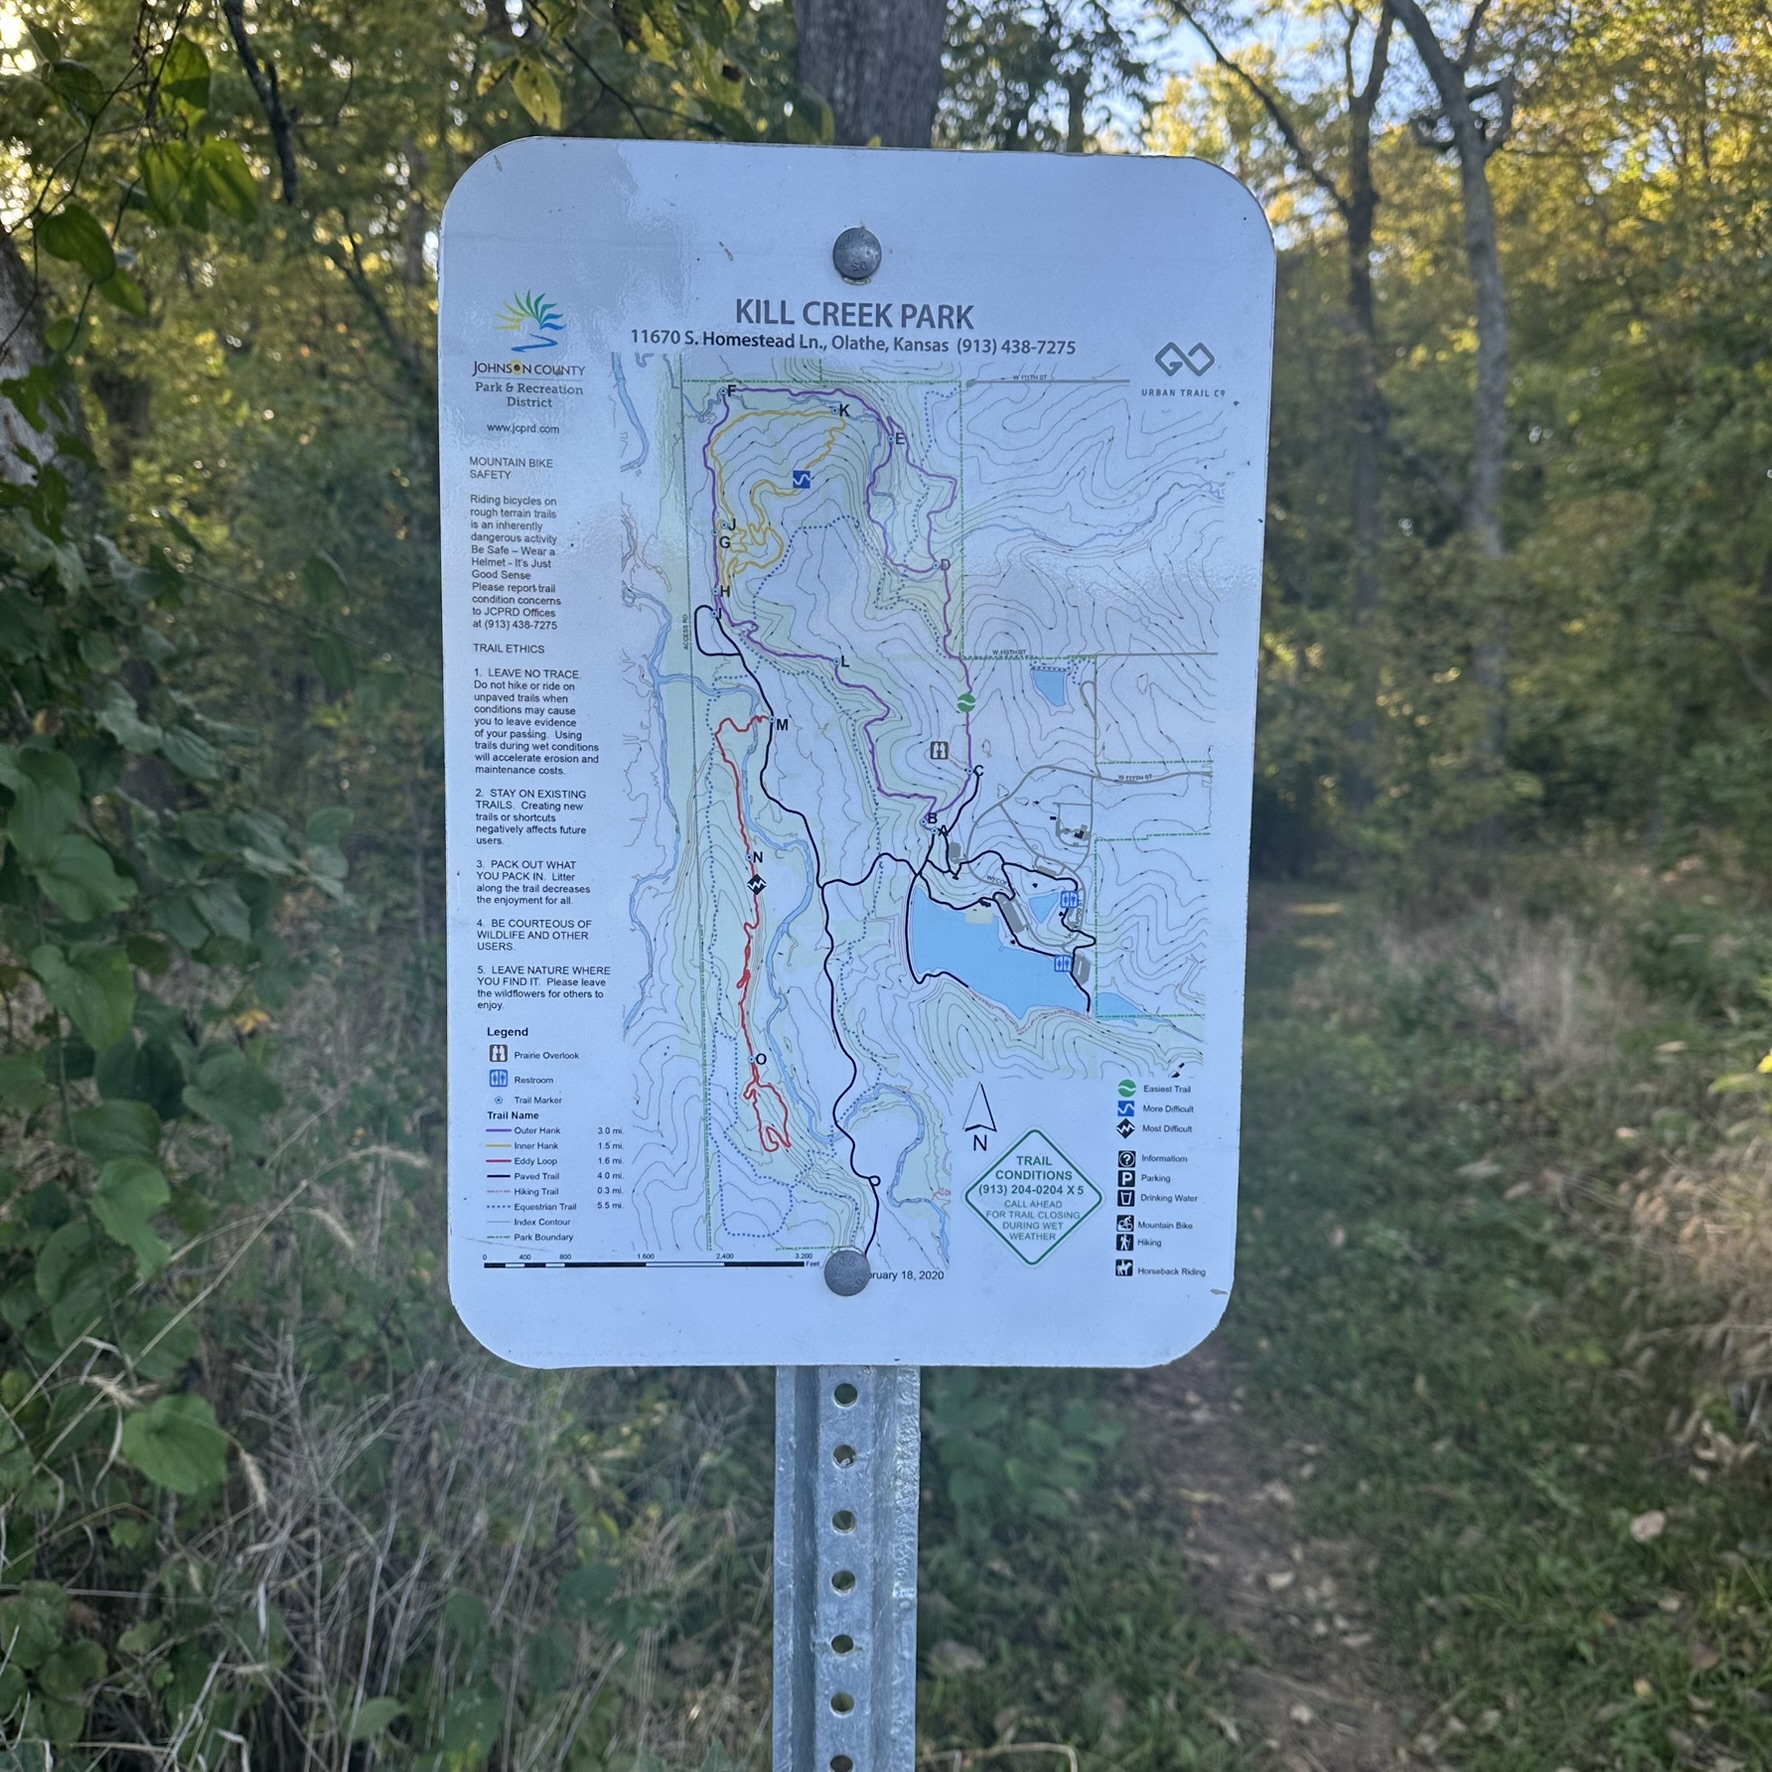 KILL CREEK PARK
11670 S. Homestead Ln., Olathe, Kansas (913) 438-7275
JOHNSON COUNTY
Park & Recreation
District
www.jcprd.com
URBAN TRAIL CO
MOUNTAIN BIKE
SAFETY
Riding bicycles on
rough terrain trails
is an inherently
dangerous activity
Be Safe – Wear a
Helmet - It's Just
Good Sense
Please report trail
condition concerns
to JCPRD Offices
at (913) 438-7275
TRAIL ETHICS
1. LEAVE NO TRACE.
Do not hike or ride on
unpaved trails when
conditions may cause
you to leave evidence
of your passing. Using
trails during wet conditions
will accelerate erosion and
maintenance costs.
2. STAY ON EXISTING
TRAILS. Creating new
trails or shortcuts
negatively affects future
users.
3. PACK OUT WHAT
YOU PACK IN. Litter
along the trail decreases
the enjoyment for all.
4. BE COURTEOUS OF
WILDLIFE AND OTHER
USERS.
5. LEAVE NATURE WHERE
YOU FIND IT. Please leave
the wildflowers for others to
enjoy.
Legend
Prairie Overlook
Restroom
Trail Marker
Trail Name
Outer Hank 3.0 mi.
Inner Hank 1.5 mi.
Eddy Loop 1.6 mi.
Paved Trail 4.0 mi.
Hiking Trail 0.3 mi.
Equestrian Trail 5.5 mi.
Index Contour
Park Boundary
0 400 800 1,600 2,400 3,200
Feet
F
K
E
J
G
D
H
I
L
M
C
B
A
N
O
ACCESS RD
W 115TH ST
W 117TH ST
N
TRAIL
CONDITIONS
(913) 204-0204 X 5
CALL AHEAD
FOR TRAIL CLOSING
DURING WET
WEATHER
Easiest Trail
More Difficult
Most Difficult
Information
P Parking
Drinking Water
Mountain Bike
Hiking
Horseback Riding
ruary 18, 2020